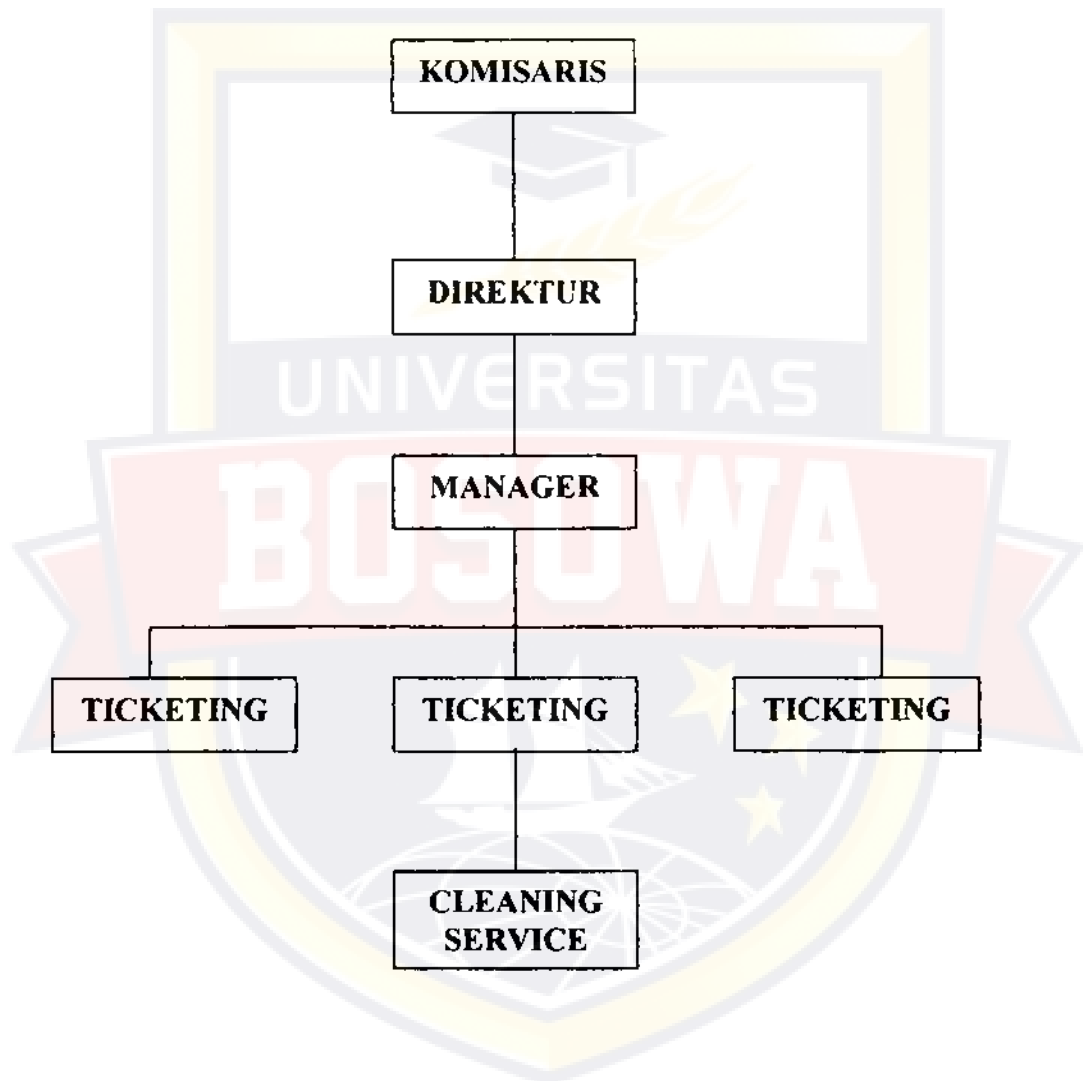 KOMISARIS
DIREKTUR
UNIVERSITAS
MANAGER
BOSOWA
TICKETING
TICKETING
TICKETING
CLEANING
SERVICE